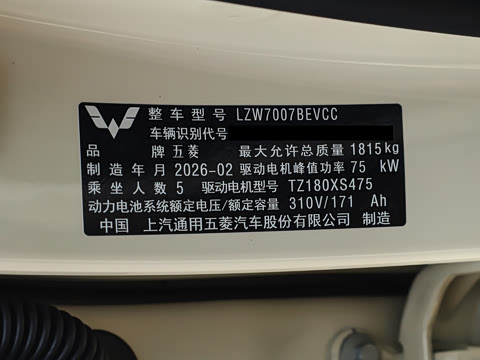 整车型号 LZW7007BEVCC
车辆识别代号
品牌 五菱 最大允许总质量 1815 kg
制造年月 2026-02 驱动电机峰值功率 75 kW
乘坐人数 5 驱动电机型号 TZ180XS475
动力电池系统额定电压/额定容量 310V/171 Ah
中国 上汽通用五菱汽车股份有限公司 制造